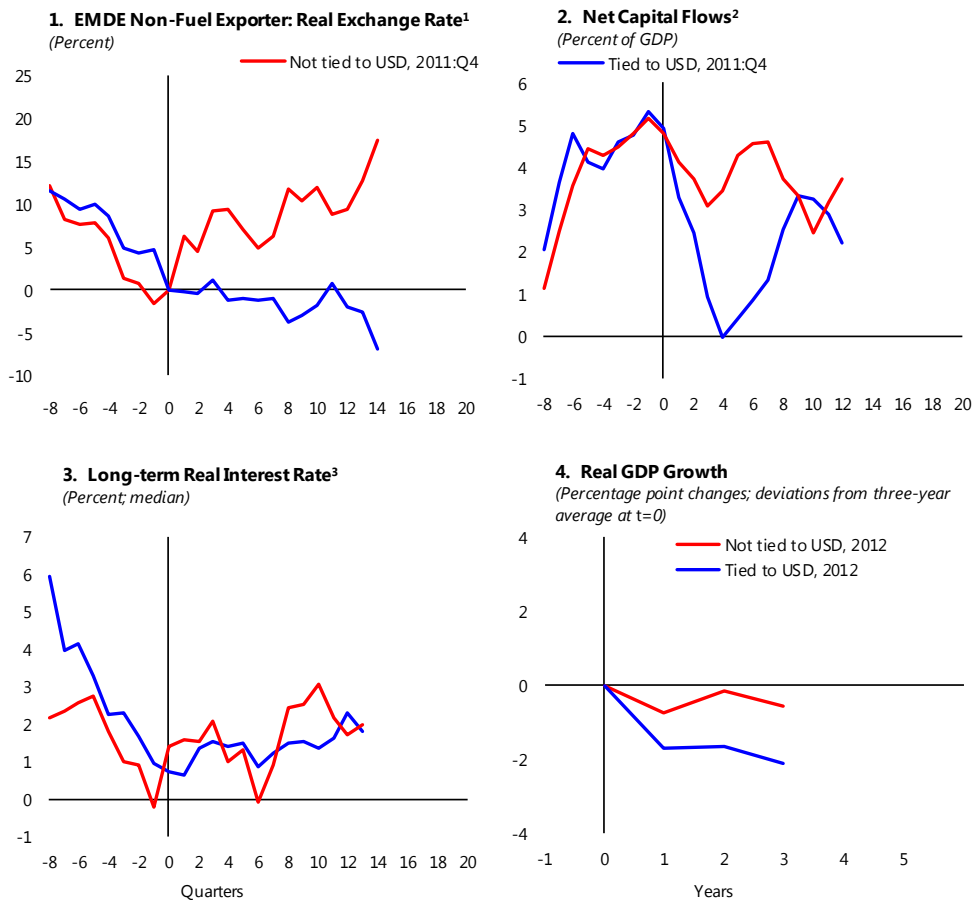 1. EMDE Non-Fuel Exporter: Real Exchange Rate¹
(Percent)
Not tied to USD, 2011:Q4
25
20
15
10
5
0
-5
-10
-8 -6 -4 -2 0 2 4 6 8 10 12 14 16 18 20
2. Net Capital Flows²
(Percent of GDP)
Tied to USD, 2011:Q4
6
5
4
3
2
1
0
-1
-8 -6 -4 -2 0 2 4 6 8 10 12 14 16 18 20
3. Long-term Real Interest Rate³
(Percent; median)
7
6
5
4
3
2
1
0
-1
-8 -6 -4 -2 0 2 4 6 8 10 12 14 16 18 20
Quarters
4. Real GDP Growth
(Percentage point changes; deviations from three-year
average at t=0)
Not tied to USD, 2012
Tied to USD, 2012
4
2
0
-2
-4
-1 0 1 2 3 4 5
Years